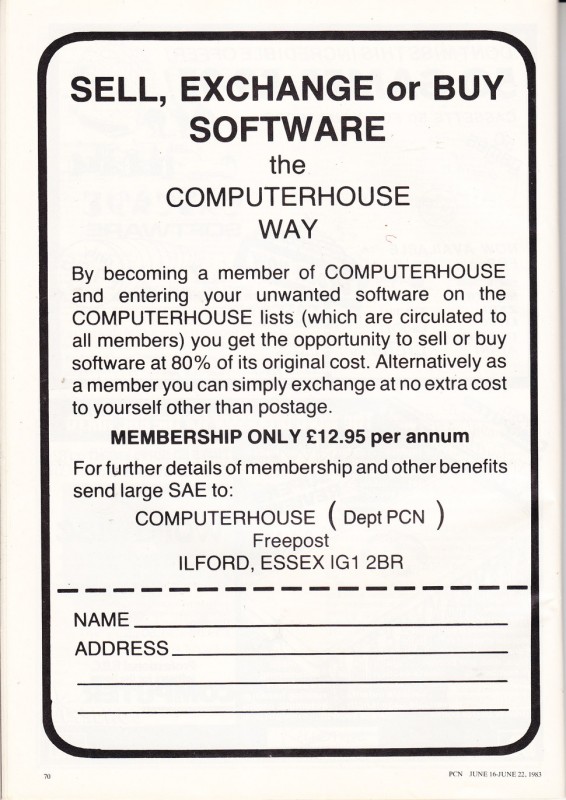 SELL, EXCHANGE or BUY
SOFTWARE
the
COMPUTERHOUSE
WAY
By becoming a member of COMPUTERHOUSE
and entering your unwanted software on the
COMPUTERHOUSE lists (which are circulated to
all members) you get the opportunity to sell or buy
software at 80% of its original cost. Alternatively as
a member you can simply exchange at no extra cost
to yourself other than postage.
MEMBERSHIP ONLY £12.95 per annum
For further details of membership and other benefits
send large SAE to:
COMPUTERHOUSE ( Dept PCN )
Freepost
ILFORD, ESSEX IG1 2BR
NAME
ADDRESS
70
PCN JUNE 16-JUNE 22, 1983